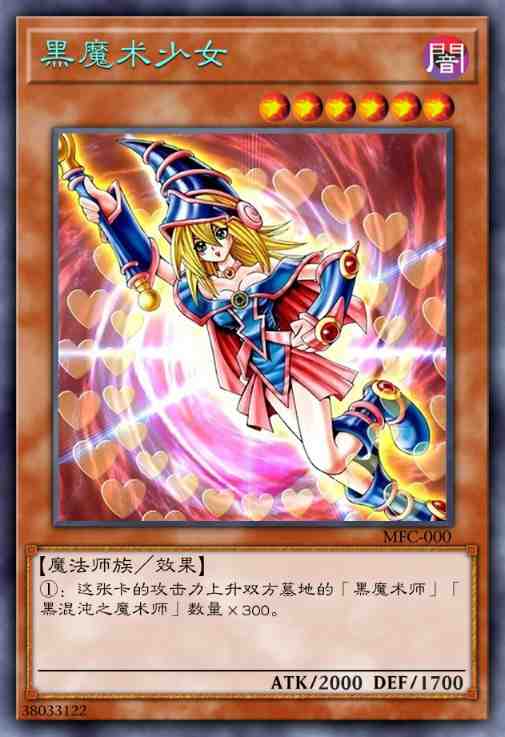 黑魔术少女
闇
MFC-000
【魔法师族／效果】
①：这张卡的攻击力上升双方墓地的「黑魔术师」「
黑混沌之魔术师」数量×300。
ATK/2000 DEF/1700
38033122